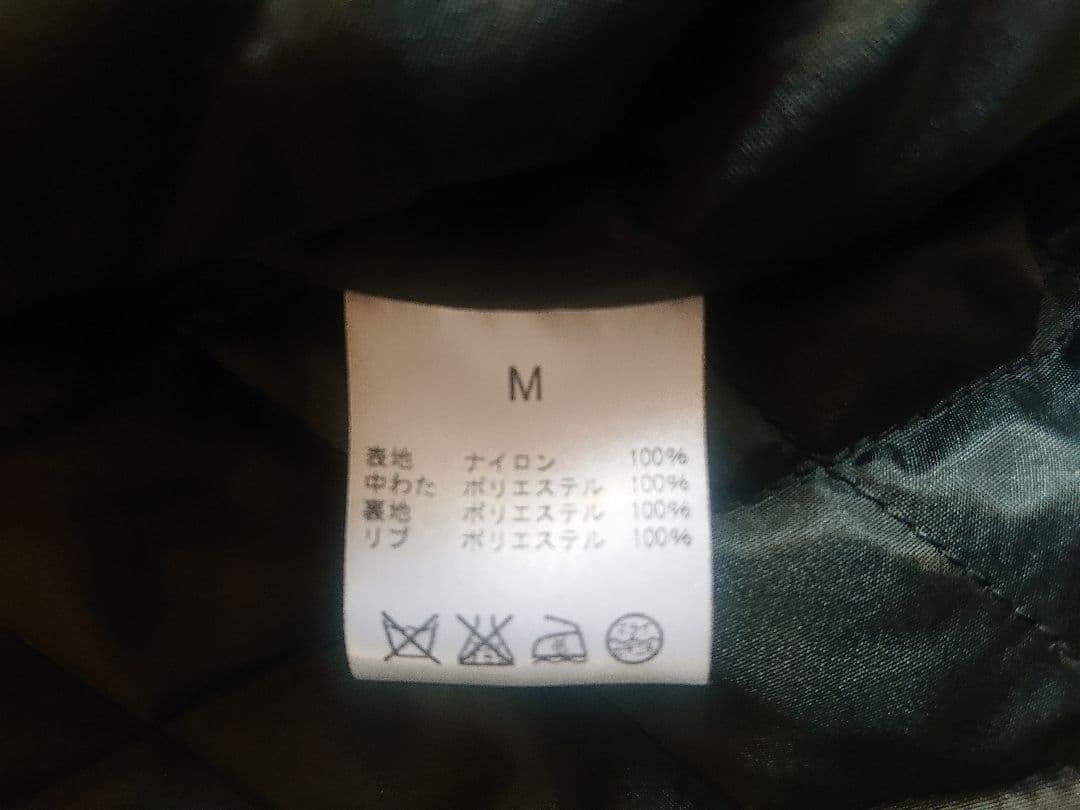 M
表地 ナイロン 100%
中わた ポリエステル 100%
裏地 ポリエステル 100%
リブ ポリエステル 100%